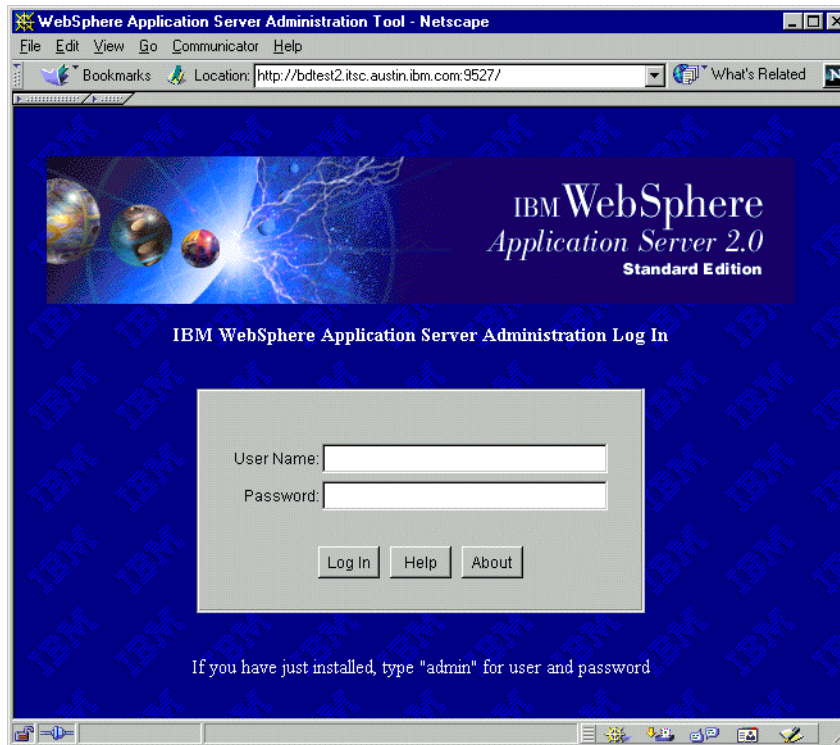 WebSphere Application Server Administration Tool - Netscape
File Edit View Go Communicator Help
Bookmarks Location: http://bdtest2.itsc.austin.ibm.com:9527/ What's Related N
IBM WebSphere
Application Server 2.0
Standard Edition
IBM WebSphere Application Server Administration Log In
User Name:
Password:
Log In Help About
If you have just installed, type "admin" for user and password